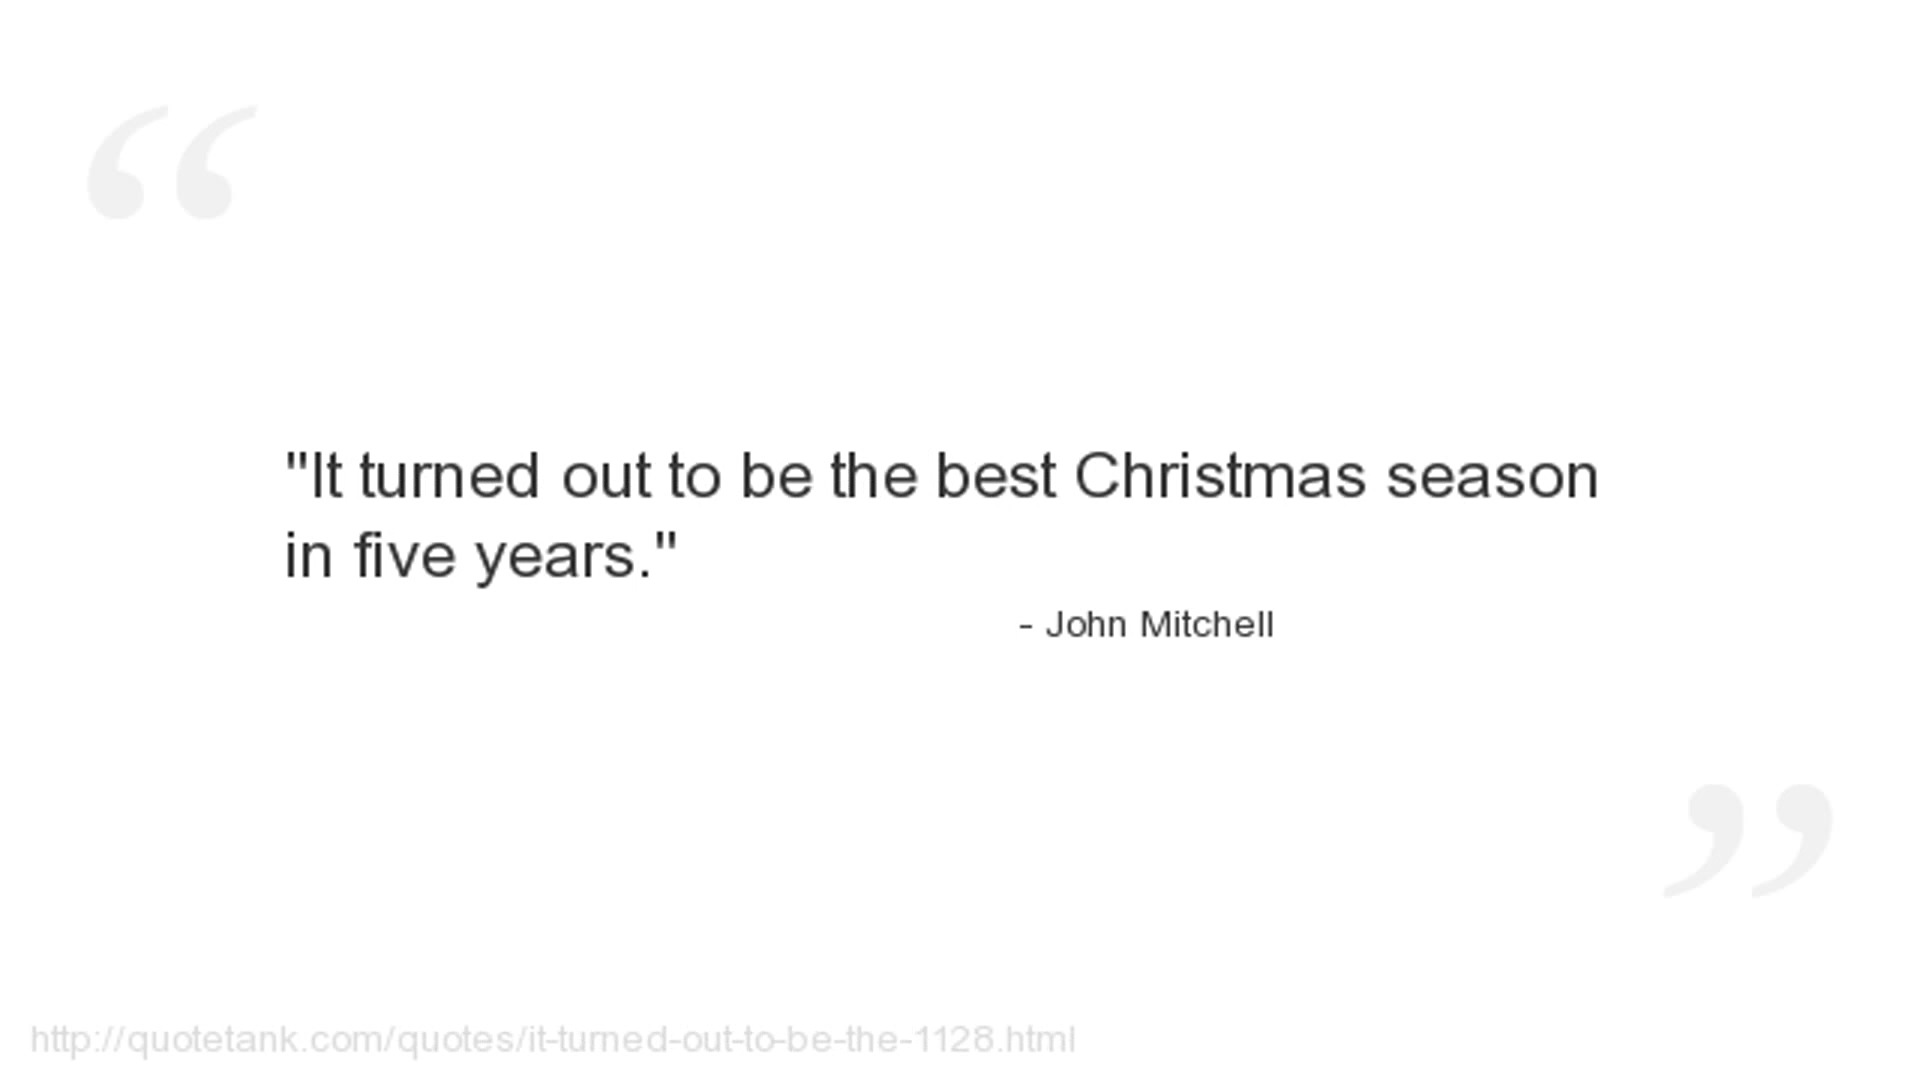 "It turned out to be the best Christmas season
in five years."
- John Mitchell
http://quotetank.com/quotes/it-turned-out-to-be-the-1128.html